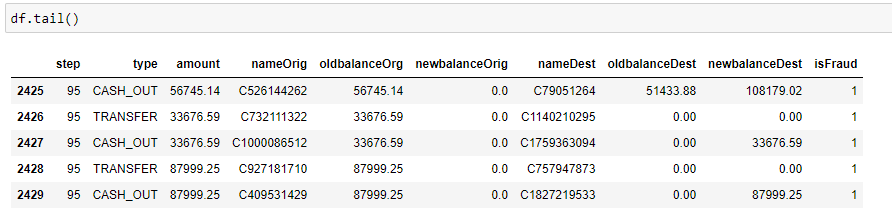 df.tail()
step type amount nameOrig oldbalanceOrg newbalanceOrig nameDest oldbalanceDest newbalanceDest isFraud
2425 95 CASH_OUT 56745.14 C526144262 56745.14 0.0 C79051264 51433.88 108179.02 1
2426 95 TRANSFER 33676.59 C732111322 33676.59 0.0 C1140210295 0.00 0.00 1
2427 95 CASH_OUT 33676.59 C1000086512 33676.59 0.0 C1759363094 0.00 33676.59 1
2428 95 TRANSFER 87999.25 C927181710 87999.25 0.0 C757947873 0.00 0.00 1
2429 95 CASH_OUT 87999.25 C409531429 87999.25 0.0 C1827219533 0.00 87999.25 1